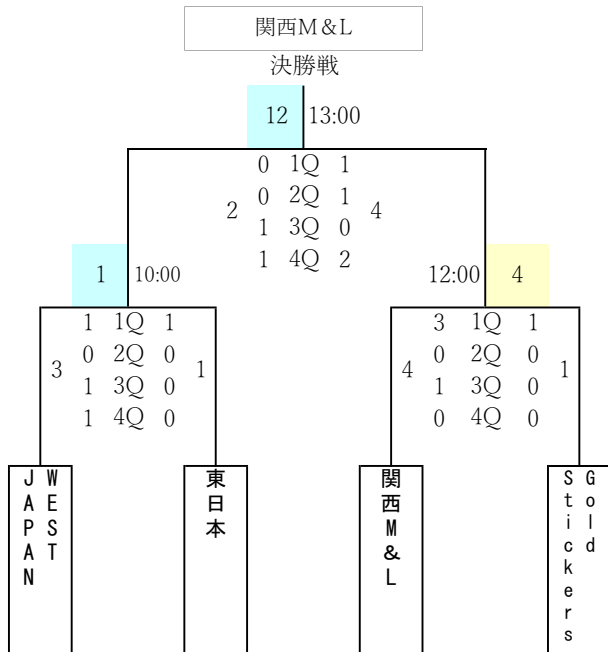 関西M&L
決勝戦
12 13:00
0 1Q 1
0 2Q 1
2 4
1 3Q 0
1 4Q 2
1 10:00
12:00 4
1 1Q 1
0 2Q 0
3 1
1 3Q 0
1 4Q 0
3 1Q 1
0 2Q 0
4 1
1 3Q 0
0 4Q 0
WEST
JAPAN
東日本
関西M&L
Gold
Stickers